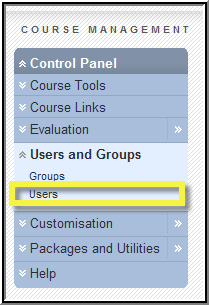 COURSE MANAGEMENT
Control Panel
Course Tools
Course Links
Evaluation
Users and Groups
Groups
Users
Customisation
Packages and Utilities
Help